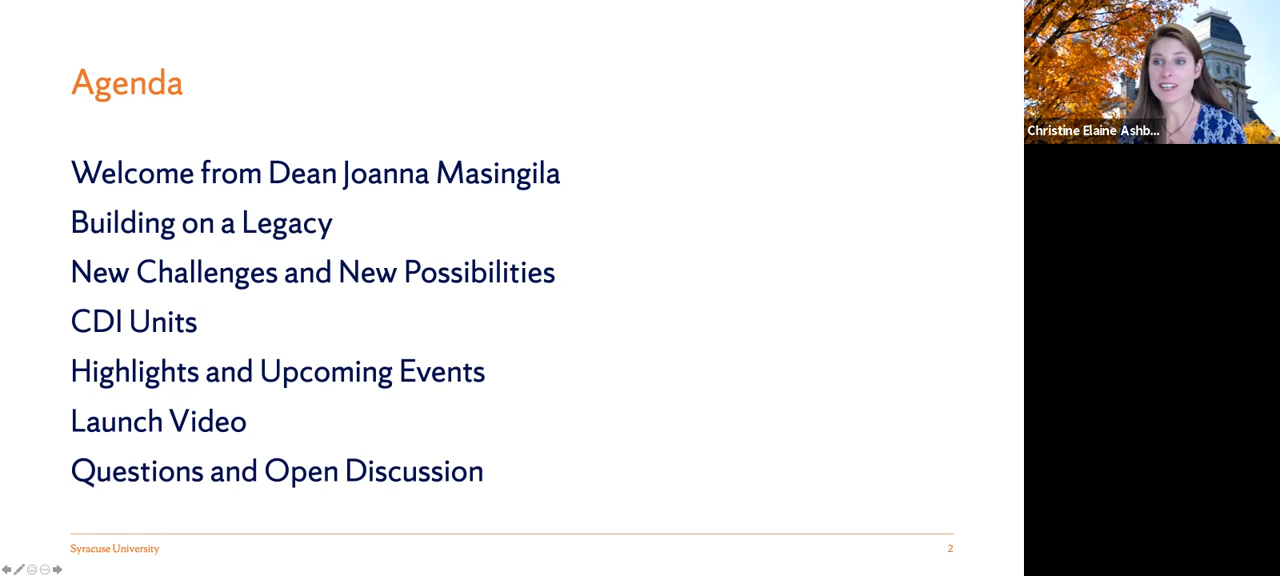 Agenda
Welcome from Dean Joanna Masingila
Building on a Legacy
New Challenges and New Possibilities
CDI Units
Highlights and Upcoming Events
Launch Video
Questions and Open Discussion
Syracuse University
2
Christine Elaine Ashb...